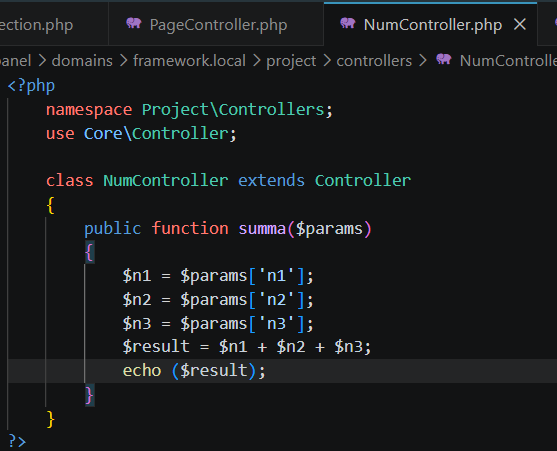 ection.php PageController.php NumController.php
anel > domains > framework.local > project > controllers > NumControlle
<?php
namespace Project\Controllers;
use Core\Controller;
class NumController extends Controller
{
public function summa($params)
{
$n1 = $params['n1'];
$n2 = $params['n2'];
$n3 = $params['n3'];
$result = $n1 + $n2 + $n3;
echo ($result);
}
}
?>